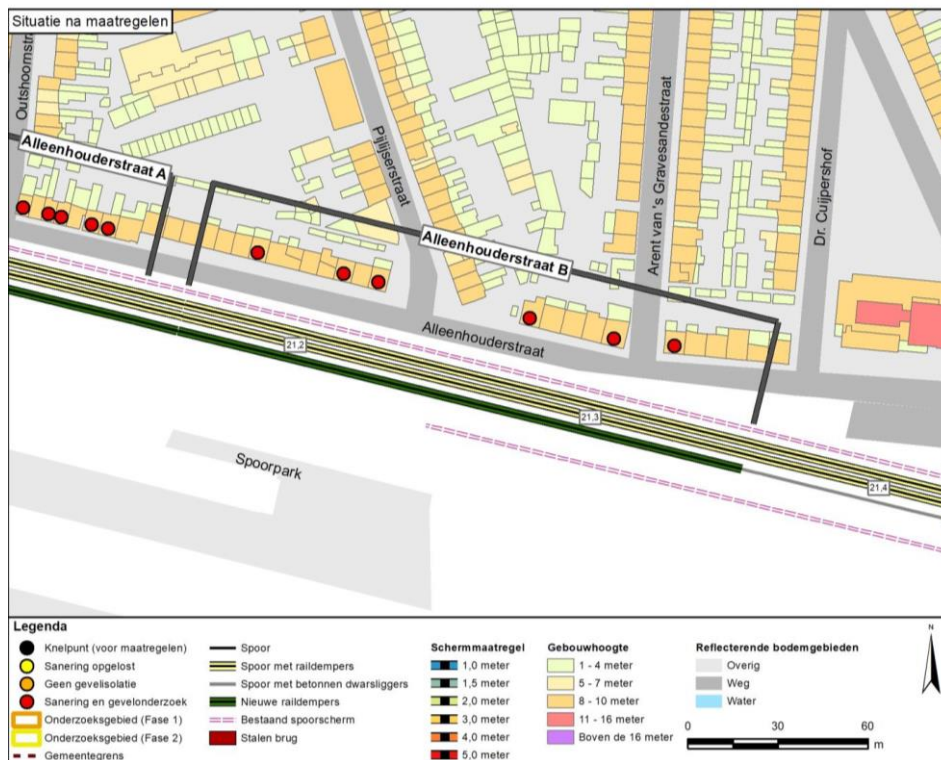 Situatie na maatregelen
Outshoornstr
Alleenhouderstraat A
Pijlijserstraat
Arent van 's Gravesandestraat
Dr. Cuijpershof
Alleenhouderstraat B
Alleenhouderstraat
21,2
21,3
21,4
Spoorpark
Legenda
Knelpunt (voor maatregelen)
Sanering opgelost
Geen gevelisolatie
Sanering en gevelonderzoek
Onderzoeksgebied (Fase 1)
Onderzoeksgebied (Fase 2)
Gemeentegrens
Spoor
Spoor met raildempers
Spoor met betonnen dwarsliggers
Nieuwe raildempers
Bestaand spoorscherm
Stalen brug
Schermmaatregel
1,0 meter
1,5 meter
2,0 meter
3,0 meter
4,0 meter
5,0 meter
Gebouwhoogte
1 - 4 meter
5 - 7 meter
8 - 10 meter
11 - 16 meter
Boven de 16 meter
Reflecterende bodemgebieden
Overig
Weg
Water
N
0 30 60
m